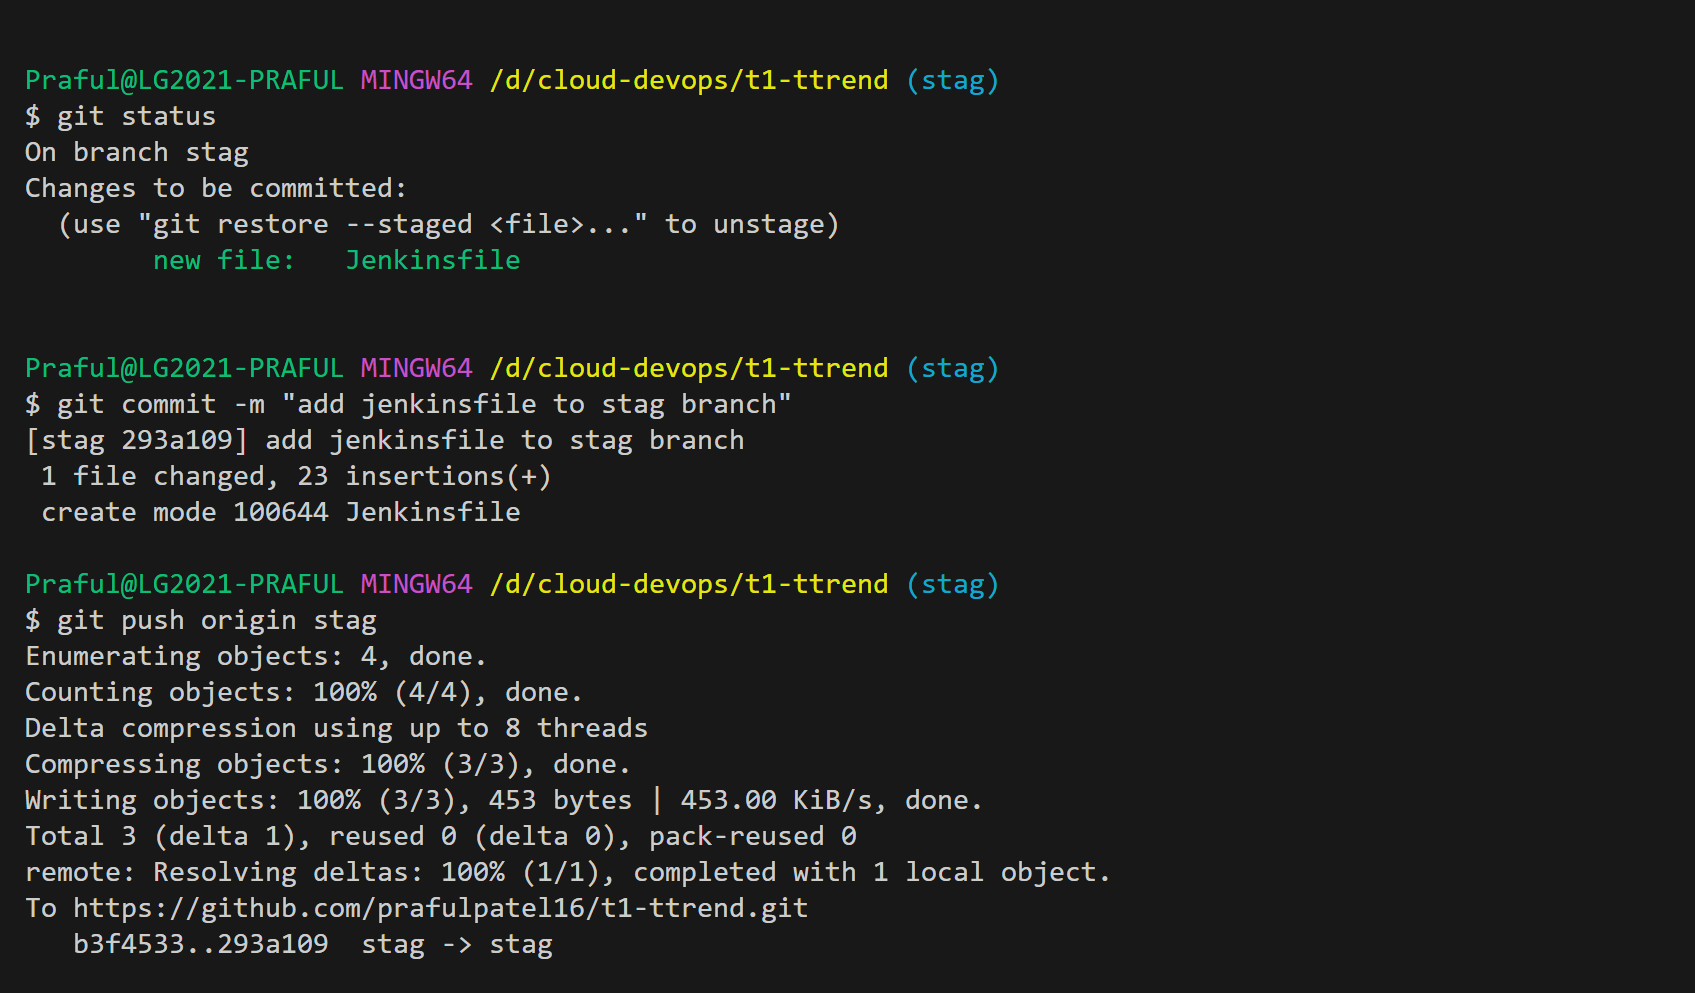 Praful@LG2021-PRAFUL MINGW64 /d/cloud-devops/t1-ttrend (stag)
$ git status
On branch stag
Changes to be committed:
  (use "git restore --staged <file>..." to unstage)
        new file:   Jenkinsfile
Praful@LG2021-PRAFUL MINGW64 /d/cloud-devops/t1-ttrend (stag)
$ git commit -m "add jenkinsfile to stag branch"
[stag 293a109] add jenkinsfile to stag branch
 1 file changed, 23 insertions(+)
 create mode 100644 Jenkinsfile
Praful@LG2021-PRAFUL MINGW64 /d/cloud-devops/t1-ttrend (stag)
$ git push origin stag
Enumerating objects: 4, done.
Counting objects: 100% (4/4), done.
Delta compression using up to 8 threads
Compressing objects: 100% (3/3), done.
Writing objects: 100% (3/3), 453 bytes | 453.00 KiB/s, done.
Total 3 (delta 1), reused 0 (delta 0), pack-reused 0
remote: Resolving deltas: 100% (1/1), completed with 1 local object.
To https://github.com/prafulpatel16/t1-ttrend.git
   b3f4533..293a109  stag -> stag